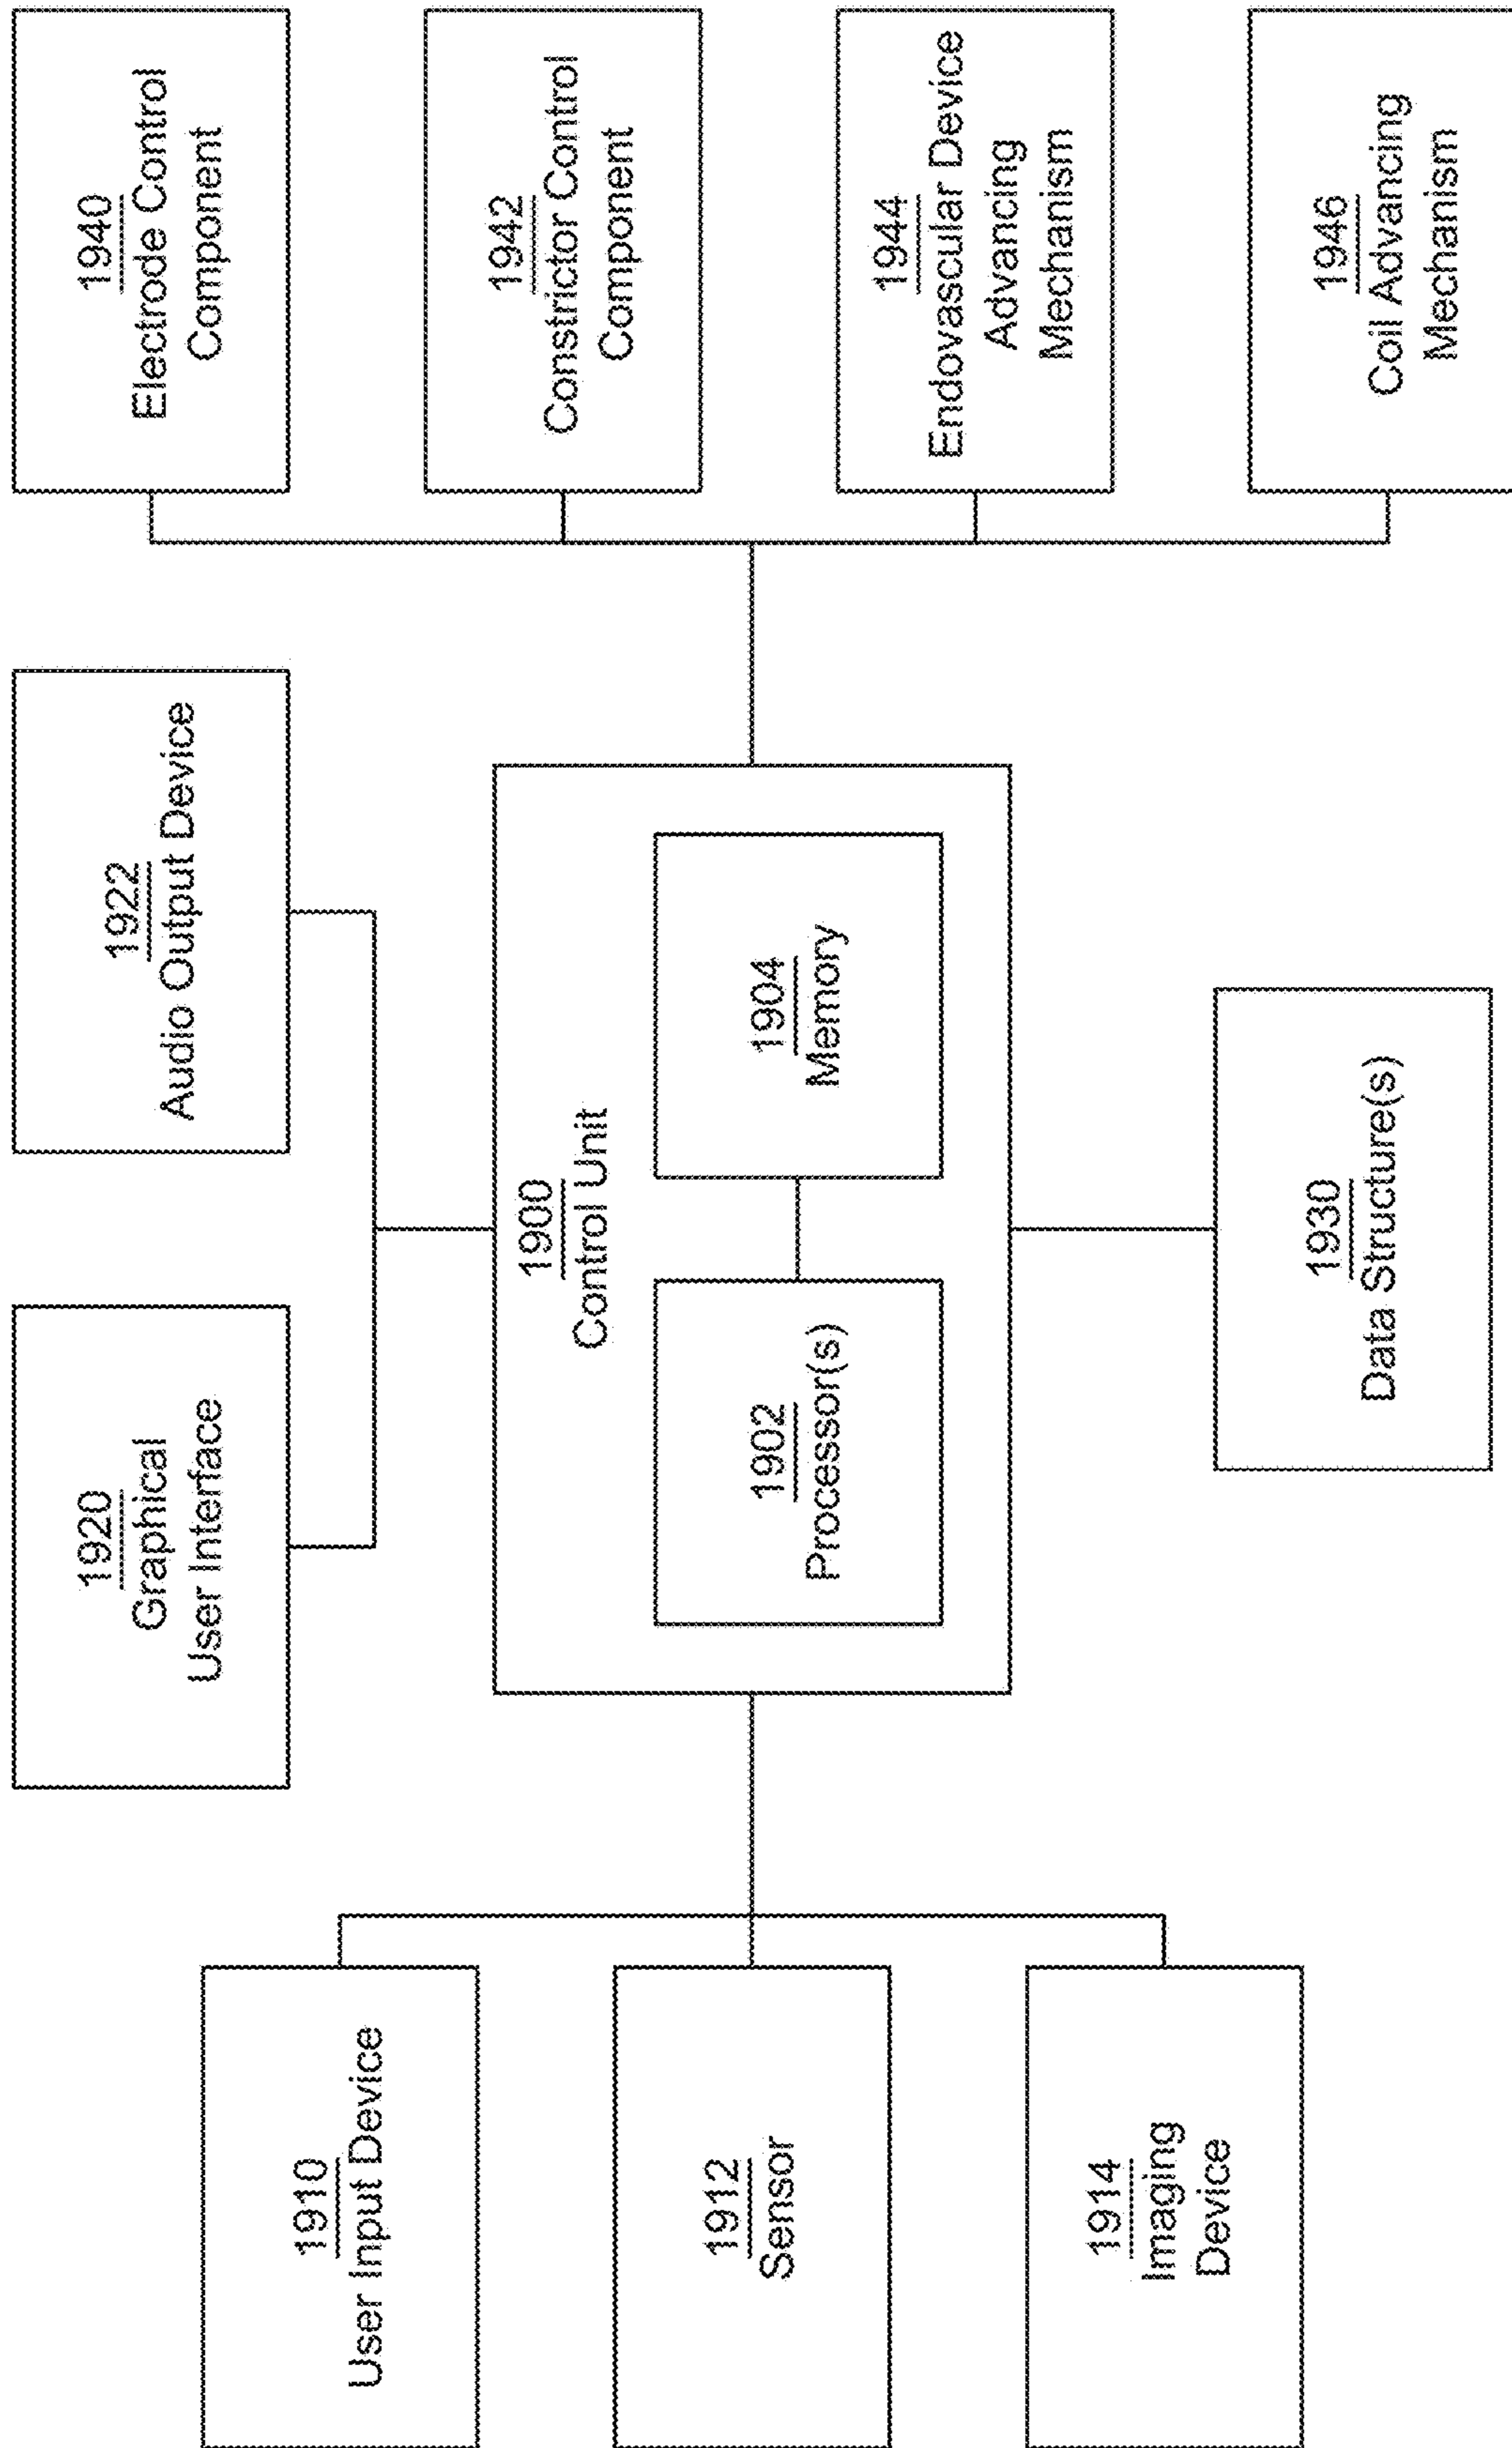 1920
Graphical
User Interface
1922
Audio Output Device
1940
Electrode Control
Component
1910
User Input Device
1900
Control Unit
1942
Constrictor Control
Component
1912
Sensor
1902
Processor(s)
1904
Memory
1944
Endovascular Device
Advancing
Mechanism
1914
Imaging
Device
1930
Data Structure(s)
1946
Coil Advancing
Mechanism